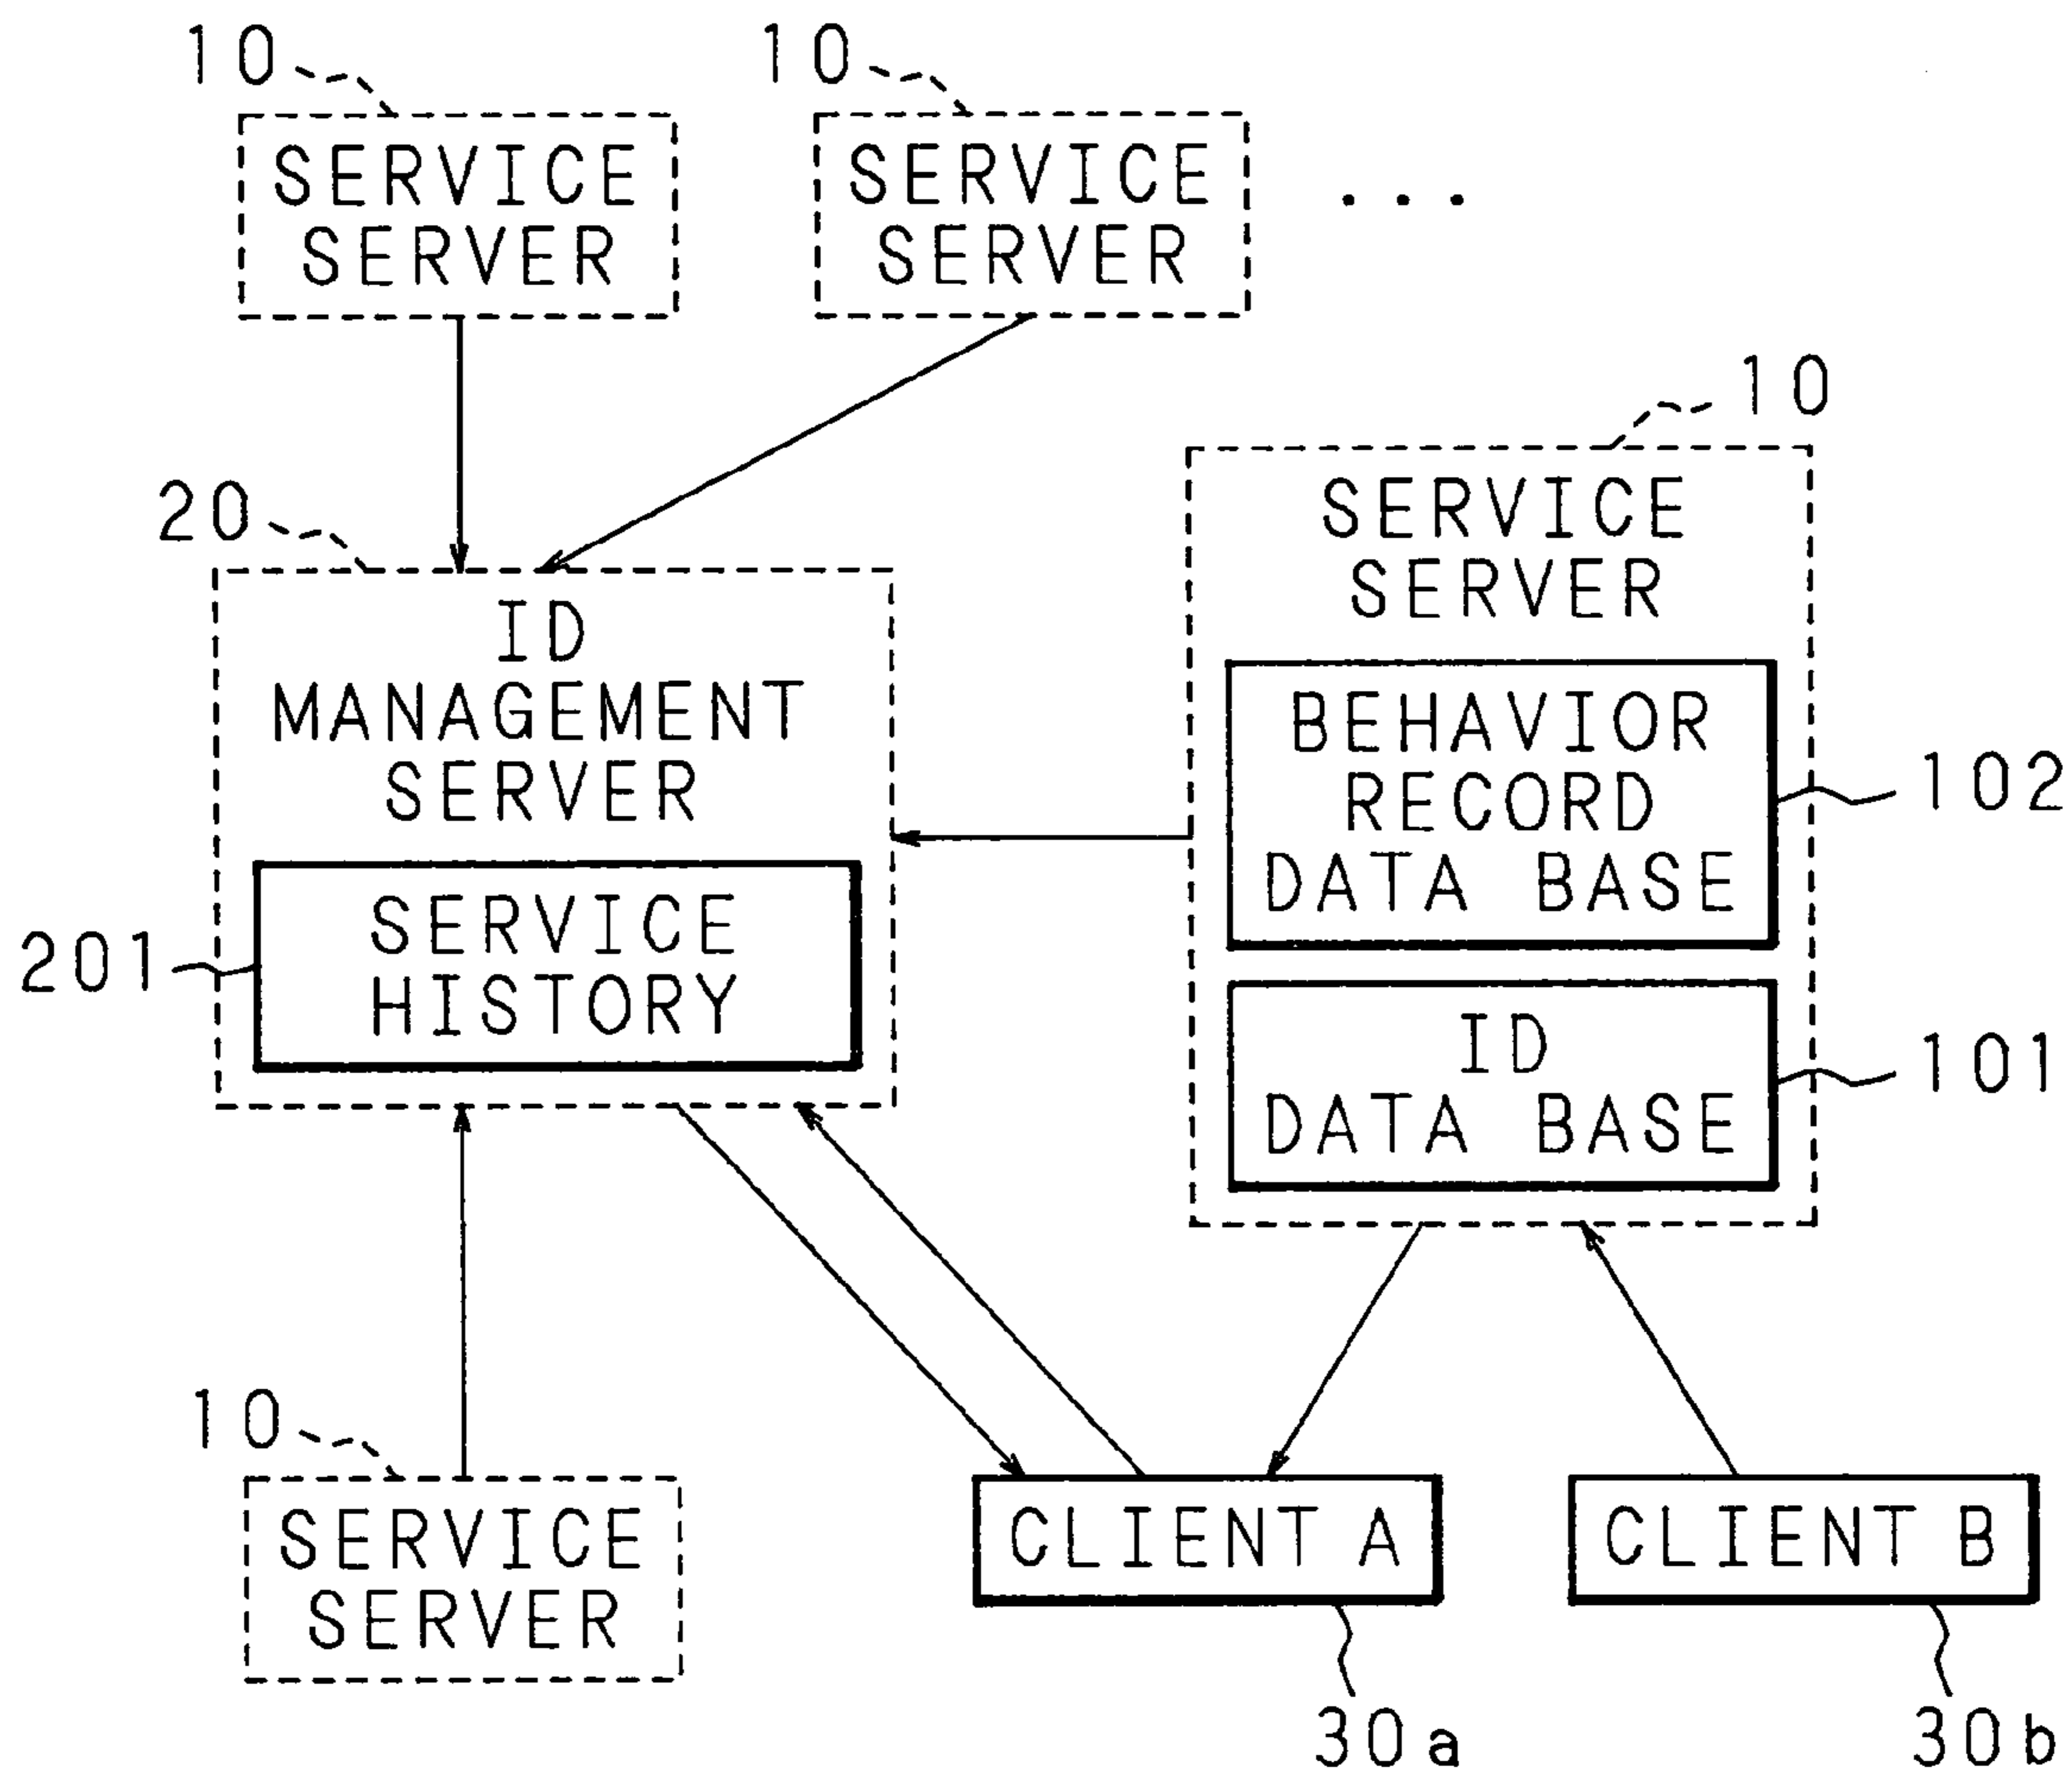 10
10
SERVICE
SERVER
SERVICE
SERVER
...
10
20
SERVICE
SERVER
ID
MANAGEMENT
SERVER
BEHAVIOR
RECORD
DATA BASE
102
SERVICE
HISTORY
201
ID
DATA BASE
101
10
SERVICE
SERVER
CLIENT A
CLIENT B
30a
30b